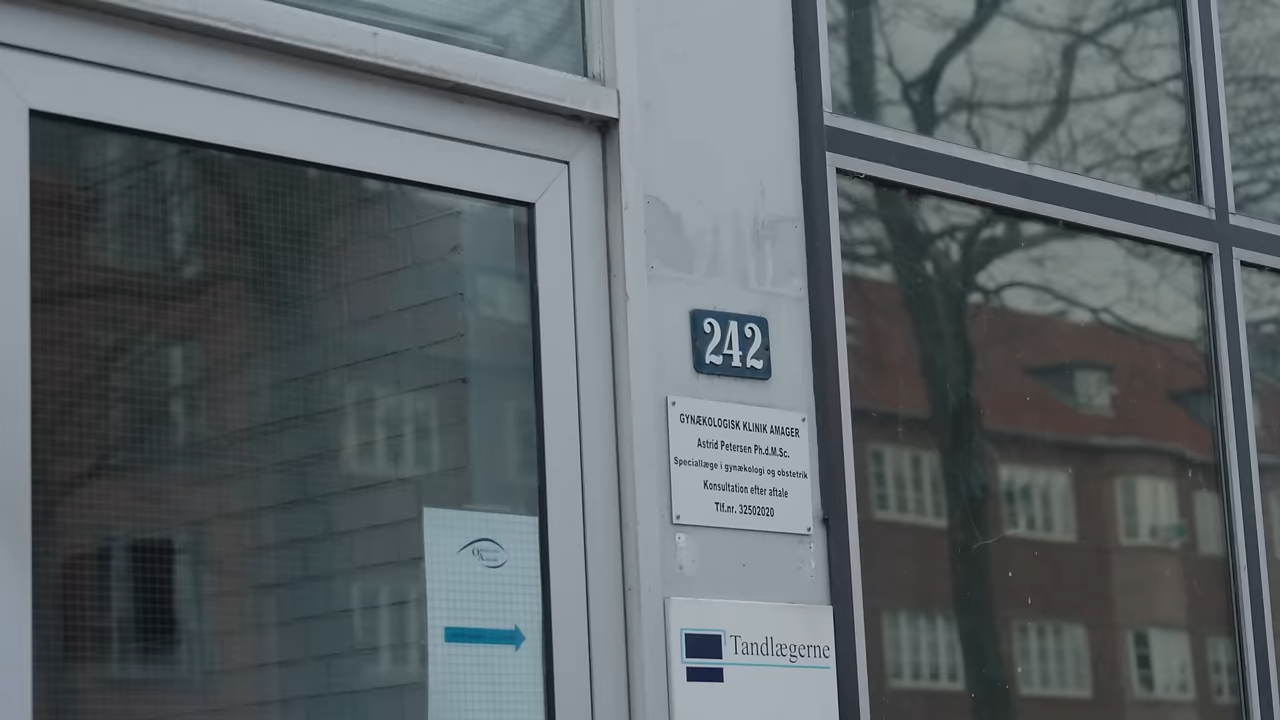 242
GYNÆKOLOGISK KLINIK AMAGER
Astrid Petersen Ph.d.M.Sc.
Speciallæge i gynækologi og obstetrik
Konsultation efter aftale
Tlf.nr. 32502020
Tandlægerne